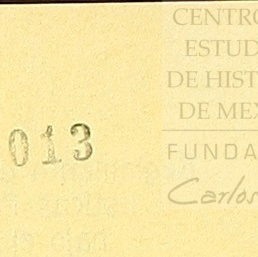 CENTRO
ESTUD
DE HIST
DE MEX
FUNDA
Carlos
013